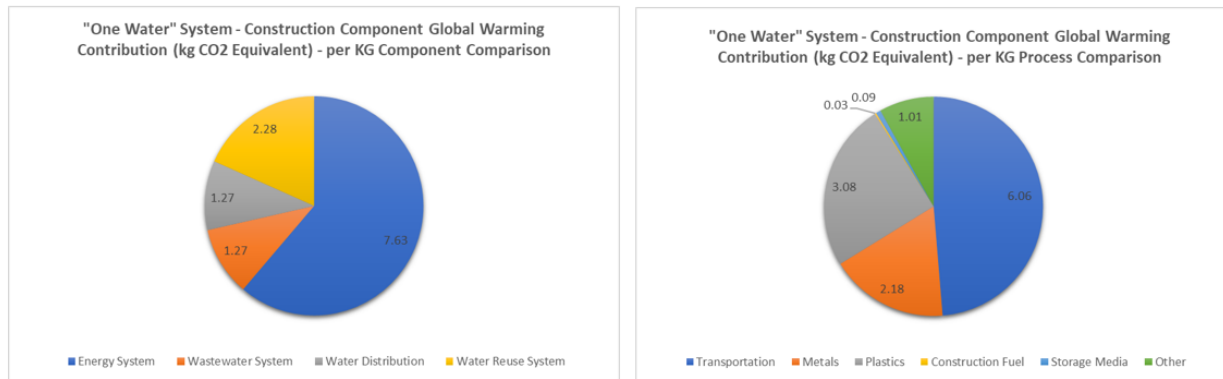 "One Water" System - Construction Component Global Warming
Contribution (kg CO2 Equivalent) - per KG Component Comparison
2.28
1.27
1.27
7.63
Energy System
Wastewater System
Water Distribution
Water Reuse System
"One Water" System - Construction Component Global Warming
Contribution (kg CO2 Equivalent) - per KG Process Comparison
0.09
0.03
1.01
3.08
6.06
2.18
Transportation
Metals
Plastics
Construction Fuel
Storage Media
Other